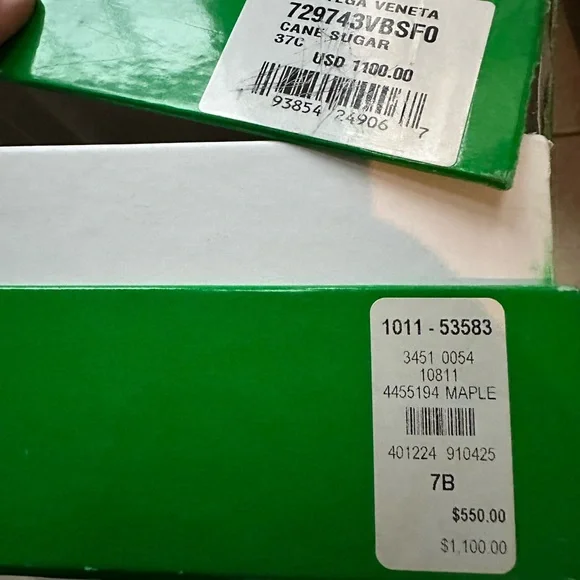 VENETA
729743VBSF0
CANE SUGAR
37C
USD 1100.00
93854 24906 7
1011 - 53583
3451 0054
10811
4455194 MAPLE
401224 910425
7B
$550.00
$1,100.00